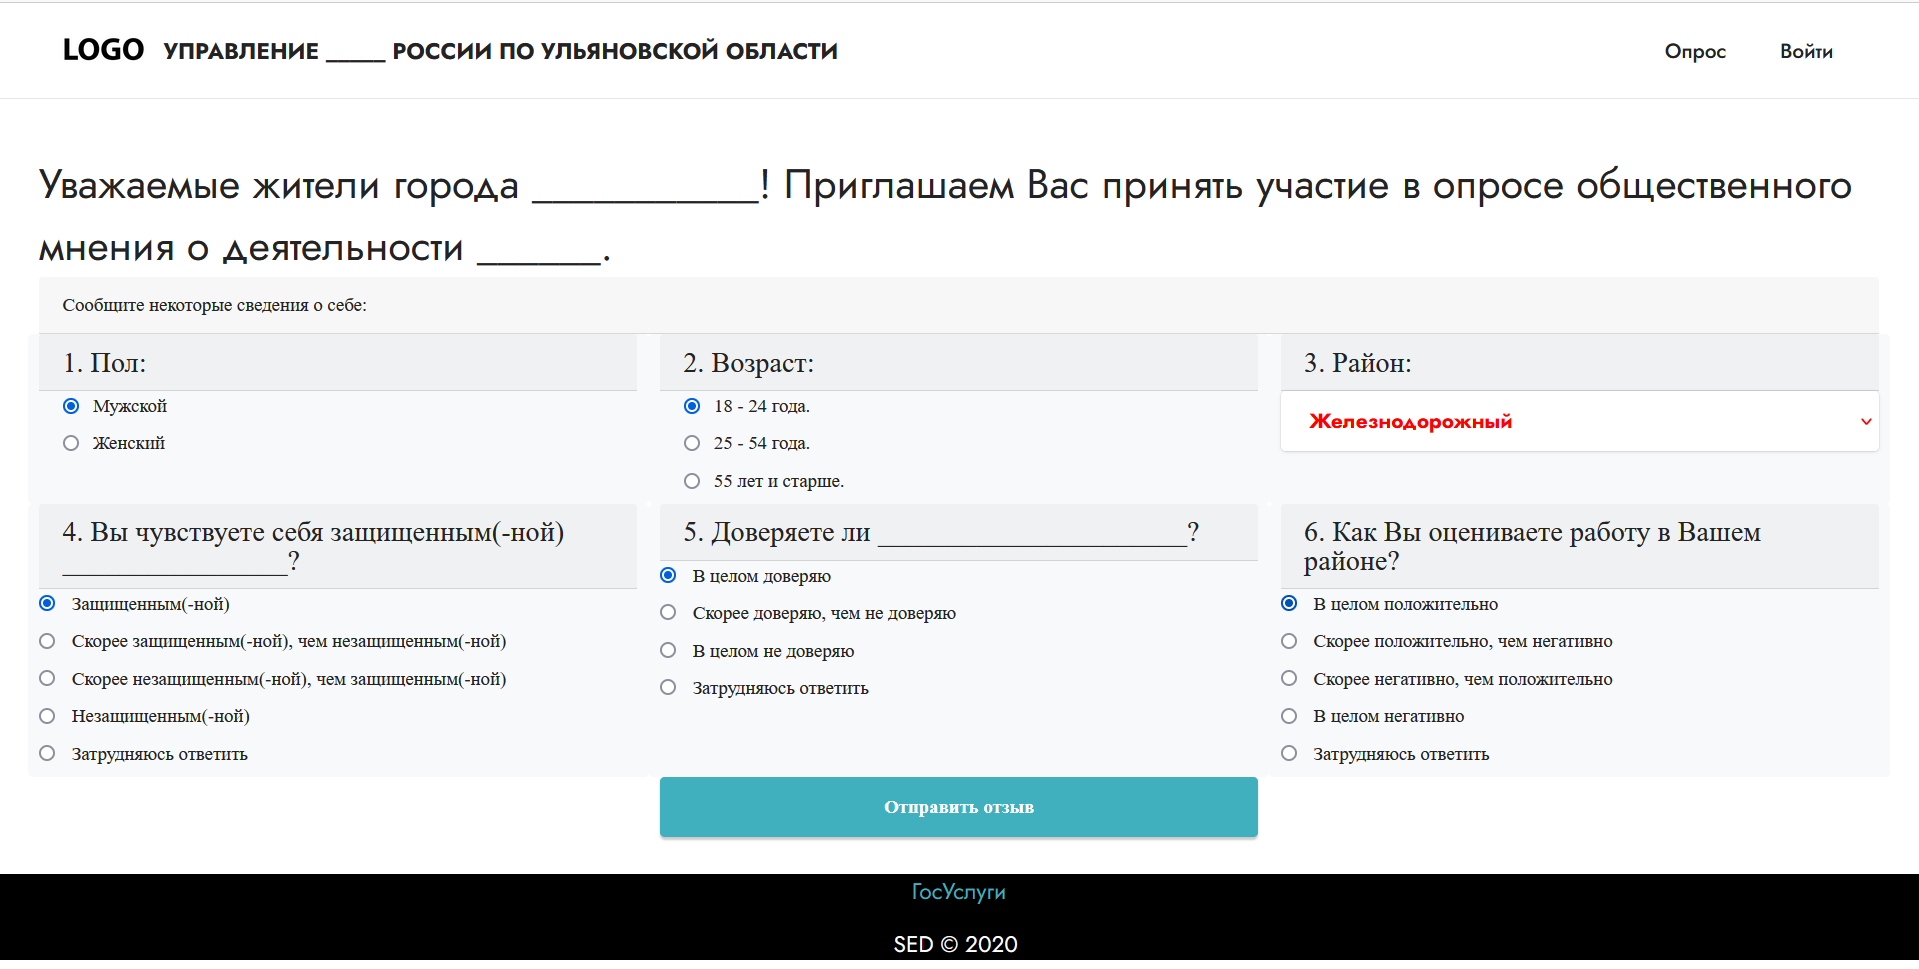 LOGO УПРАВЛЕНИЕ _____ РОССИИ ПО УЛЬЯНОВСКОЙ ОБЛАСТИ
Опрос
Войти
Уважаемые жители города ___________! Приглашаем Вас принять участие в опросе общественного
мнения о деятельности ______.
Сообщите некоторые сведения о себе:
1. Пол:
Мужской
Женский
2. Возраст:
18 - 24 года.
25 - 54 года.
55 лет и старше.
3. Район:
Железнодорожный
4. Вы чувствуете себя защищенным(-ной)
________________?
Защищенным(-ной)
Скорее защищенным(-ной), чем незащищенным(-ной)
Скорее незащищенным(-ной), чем защищенным(-ной)
Незащищенным(-ной)
Затрудняюсь ответить
5. Доверяете ли ______________________?
В целом доверяю
Скорее доверяю, чем не доверяю
В целом не доверяю
Затрудняюсь ответить
6. Как Вы оцениваете работу в Вашем
районе?
В целом положительно
Скорее положительно, чем негативно
Скорее негативно, чем положительно
В целом негативно
Затрудняюсь ответить
Отправить отзыв
ГосУслуги
SED © 2020